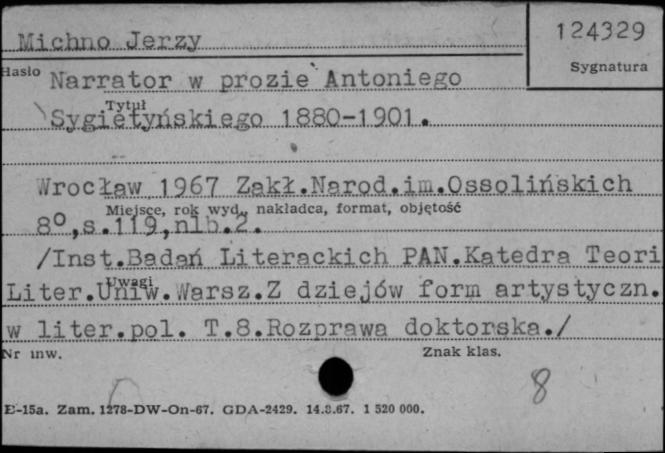 Michno Jerzy
124329
Hasło
Sygnatura
Narrator w prozie Antoniego
Tytuł
Sygietyńskiego 1880-1901.
Wrocław 1967 Zakł.Narod.im.Ossolińskich
Miejsce, rok wyd., nakładca, format, objętość
8º,s.119,nlb.2.
/Inst.Badań Literackich PAN.Katedra Teori
Uwagi
Liter.Uniw.Warsz.Z dziejów form artystyczn.
w liter.pol. T.8.Rozprawa doktorska./
Nr inw.
Znak klas.
8
E-15a. Zam. 1278-DW-On-67. GDA-2429. 14.8.67. 1 520 000.